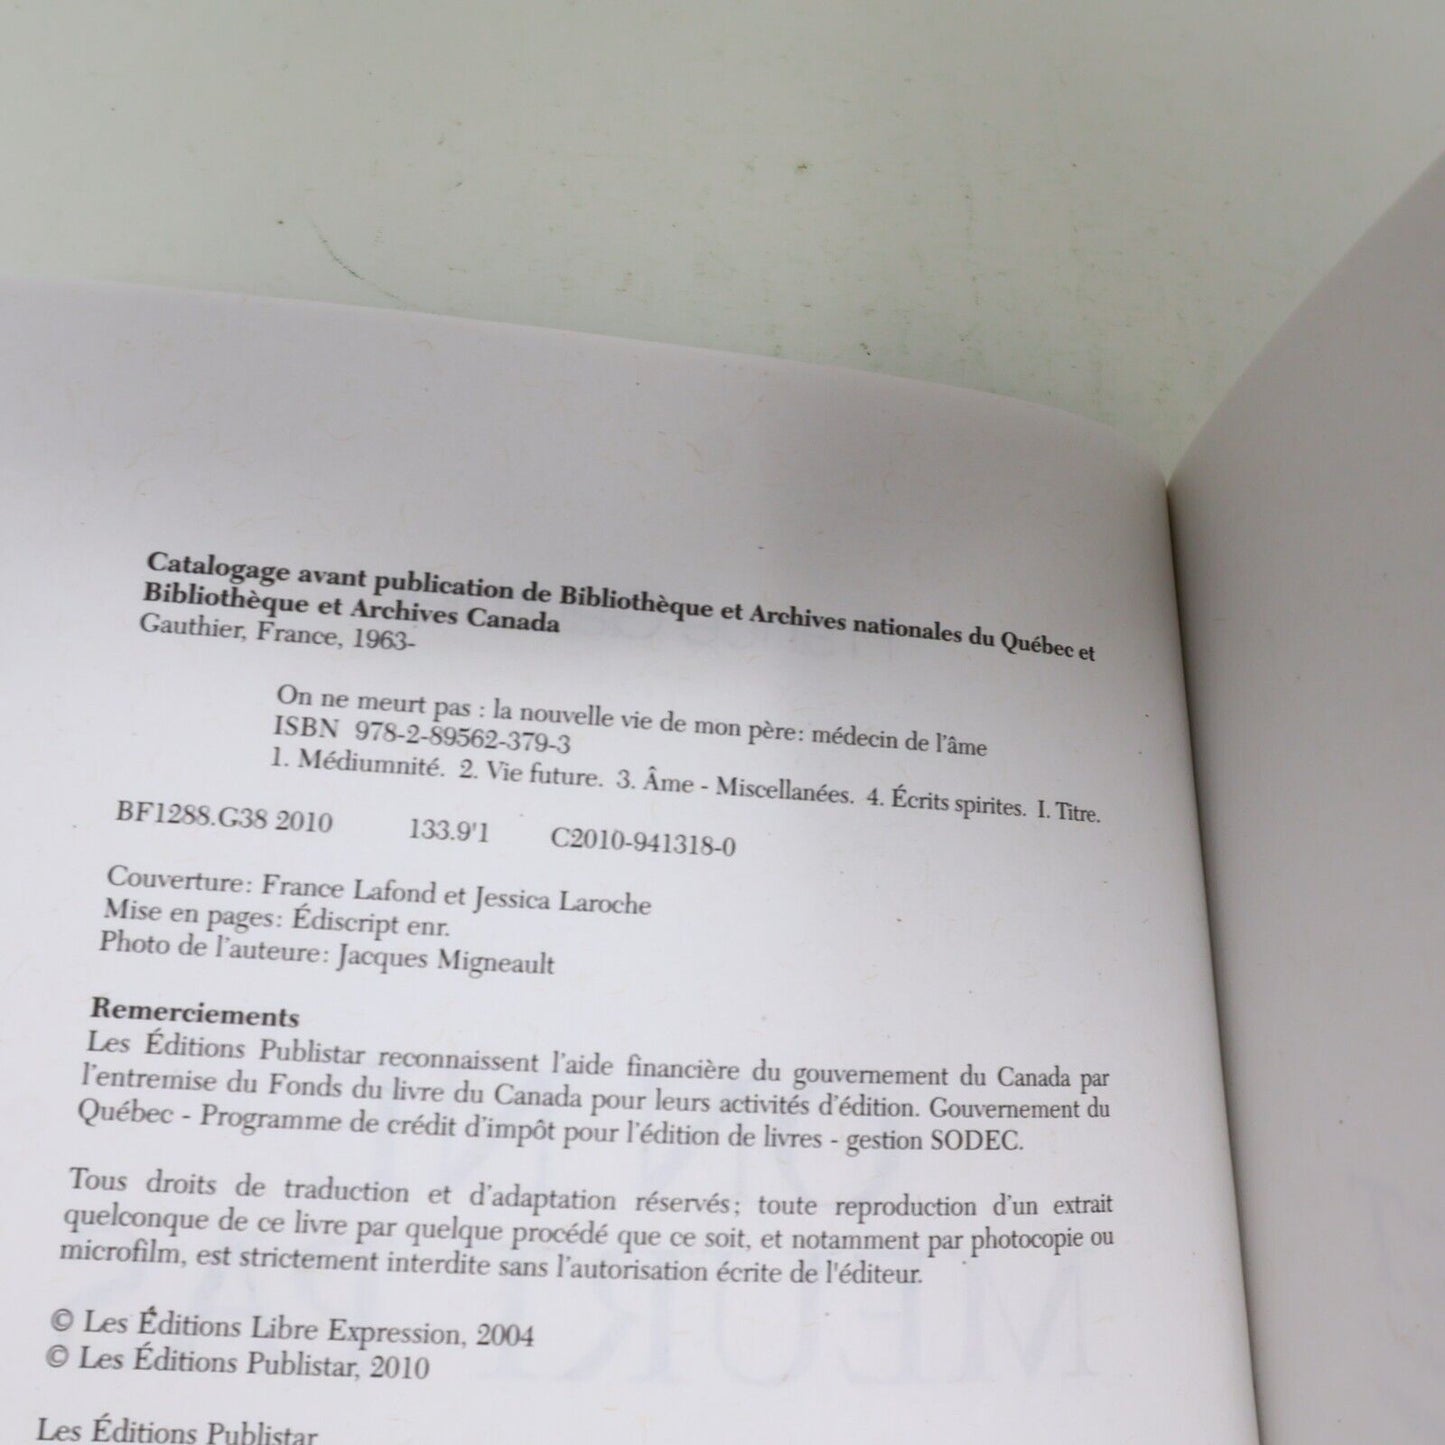 Catalogage avant publication de Bibliothèque et Archives nationales du Québec et
Bibliothèque et Archives Canada
Gauthier, France, 1963-
On ne meurt pas : la nouvelle vie de mon père: médecin de l'âme
ISBN 978-2-89562-379-3
1. Médiumnité. 2. Vie future. 3. Âme - Miscellanées. 4. Écrits spirites. I. Titre.
BF1288.G38 2010 133.9'1 C2010-941318-0
Couverture: France Lafond et Jessica Laroche
Mise en pages: Édiscript enr.
Photo de l'auteure: Jacques Migneault
Remerciements
Les Éditions Publistar reconnaissent l'aide financière du gouvernement du Canada par
l'entremise du Fonds du livre du Canada pour leurs activités d'édition. Gouvernement du
Québec - Programme de crédit d'impôt pour l'édition de livres - gestion SODEC.
Tous droits de traduction et d'adaptation réservés; toute reproduction d'un extrait
quelconque de ce livre par quelque procédé que ce soit, et notamment par photocopie ou
microfilm, est strictement interdite sans l'autorisation écrite de l'éditeur.
© Les Éditions Libre Expression, 2004
© Les Éditions Publistar, 2010
Les Éditions Publistar